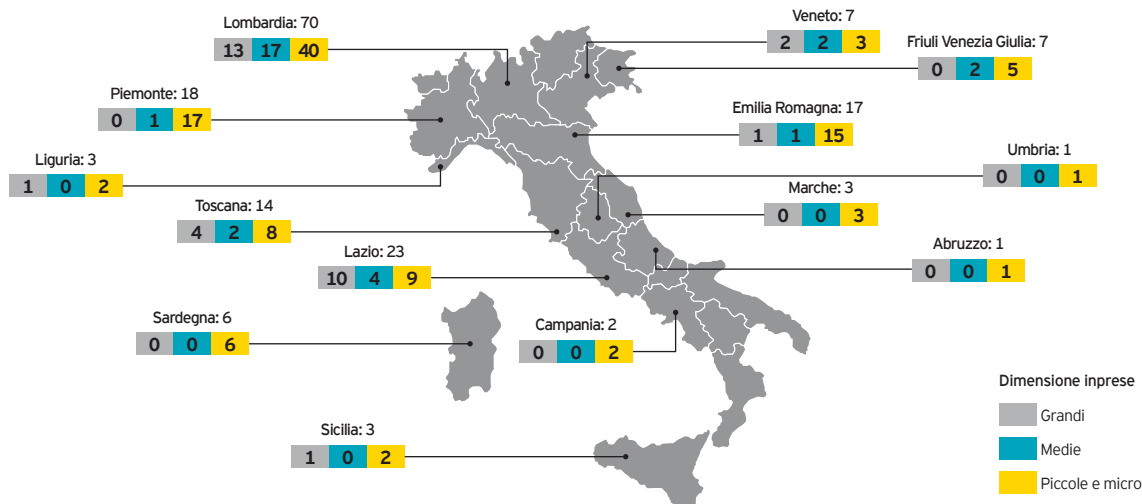 Lombardia: 70
13 17 40
Veneto: 7
2 2 3
Friuli Venezia Giulia: 7
0 2 5
Piemonte: 18
0 1 17
Emilia Romagna: 17
1 1 15
Liguria: 3
1 0 2
Umbria: 1
0 0 1
Marche: 3
0 0 3
Toscana: 14
4 2 8
Abruzzo: 1
0 0 1
Lazio: 23
10 4 9
Sardegna: 6
0 0 6
Campania: 2
0 0 2
Sicilia: 3
1 0 2
Dimensione inprese
Grandi
Medie
Piccole e micro